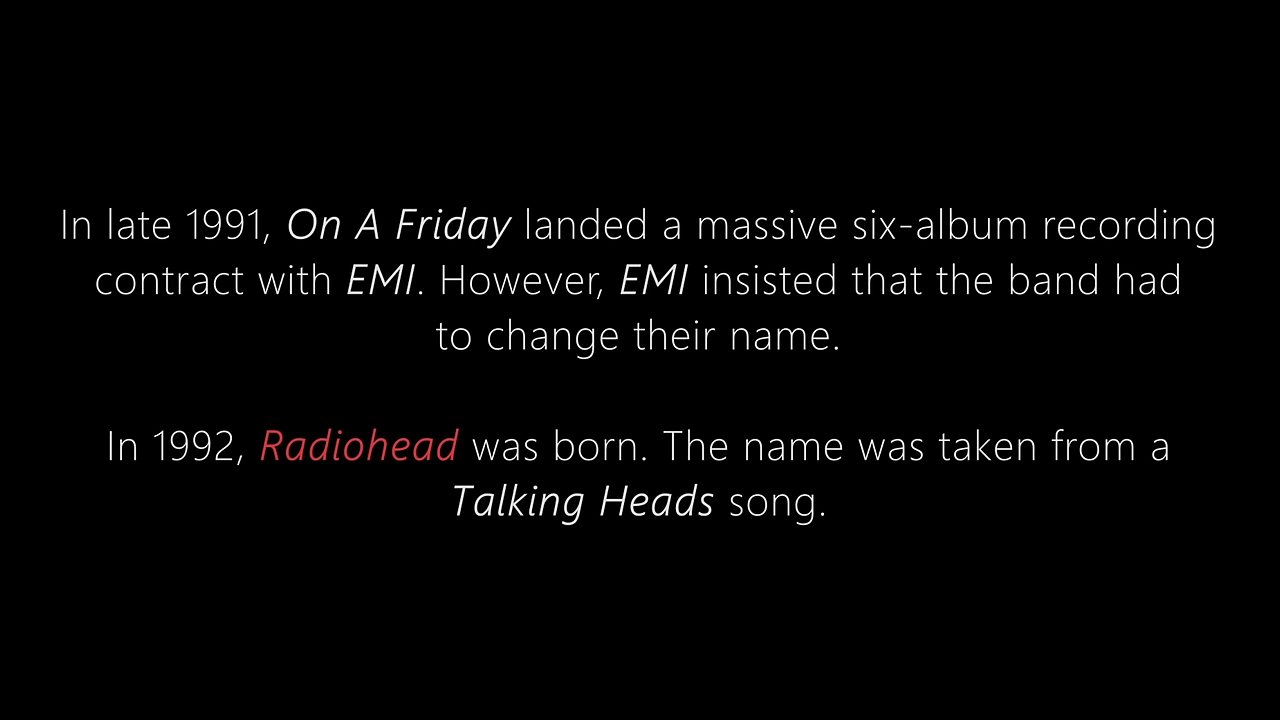 In late 1991, On A Friday landed a massive six-album recording
contract with EMI. However, EMI insisted that the band had
to change their name.
In 1992, Radiohead was born. The name was taken from a
Talking Heads song.